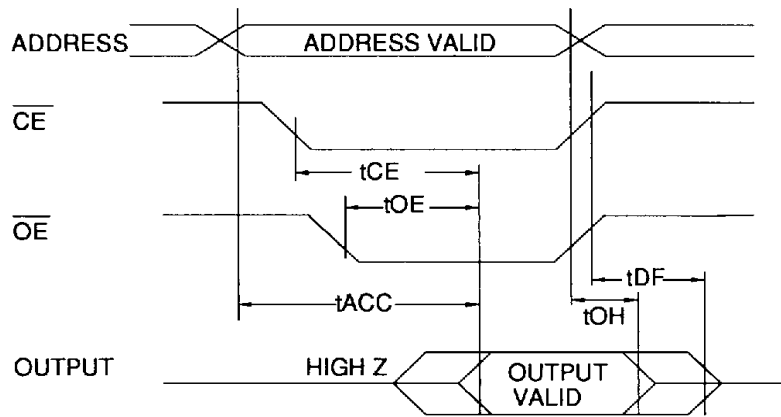 ADDRESS
ADDRESS VALID
CE
tCE
tOE
OE
tDF
tACC
tOH
OUTPUT
HIGH Z
OUTPUT
VALID